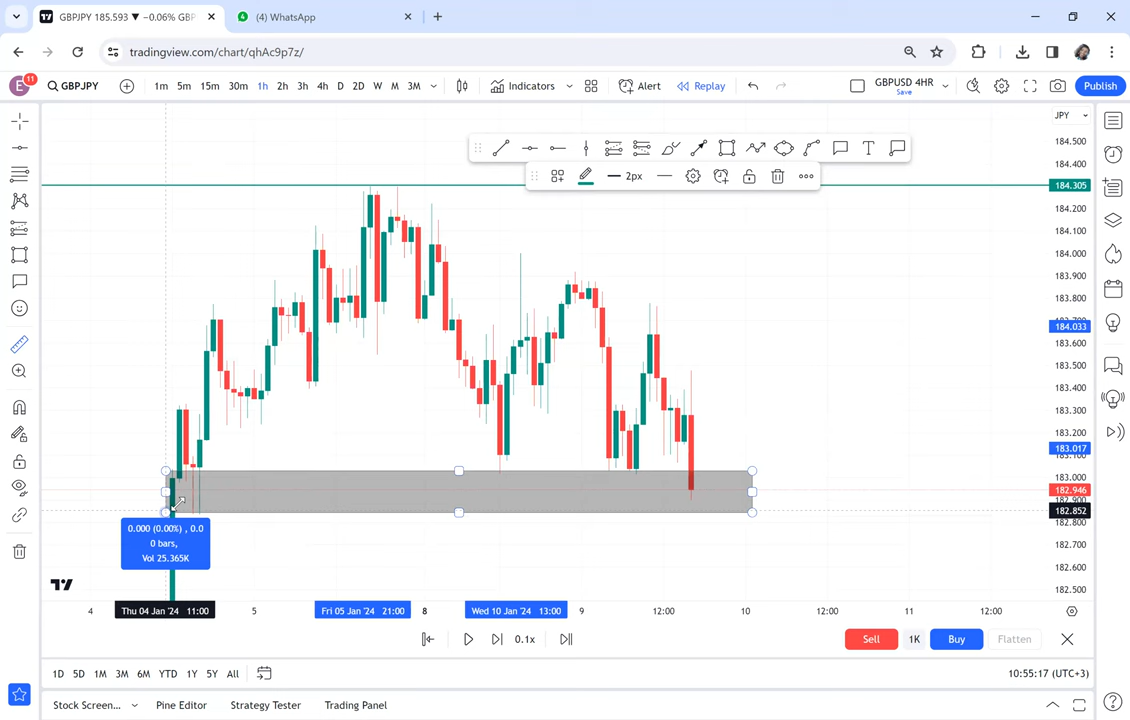 GBPJPY 185.593 ▼ −0.06% GBP
(4) WhatsApp
tradingview.com/chart/qhAc9p7z/
E 11
GBPJPY
1m 5m 15m 30m 1h 2h 3h 4h D 2D W M 3M
Indicators
Alert
Replay
GBPUSD 4HR
Save
Publish
JPY
2px
184.500
184.400
184.305
184.200
184.100
184.000
183.900
183.800
184.033
183.600
183.500
183.400
183.300
183.200
183.017
183.000
182.946
182.852
182.800
182.700
182.600
182.500
0.000 (0.00%) , 0.0
0 bars,
Vol 25.365K
4
Thu 04 Jan '24 11:00
5
Fri 05 Jan '24 21:00
8
Wed 10 Jan '24 13:00
9
12:00
10
12:00
11
12:00
0.1x
Sell
1K
Buy
Flatten
1D 5D 1M 3M 6M YTD 1Y 5Y All
10:55:17 (UTC+3)
Stock Screen...
Pine Editor
Strategy Tester
Trading Panel